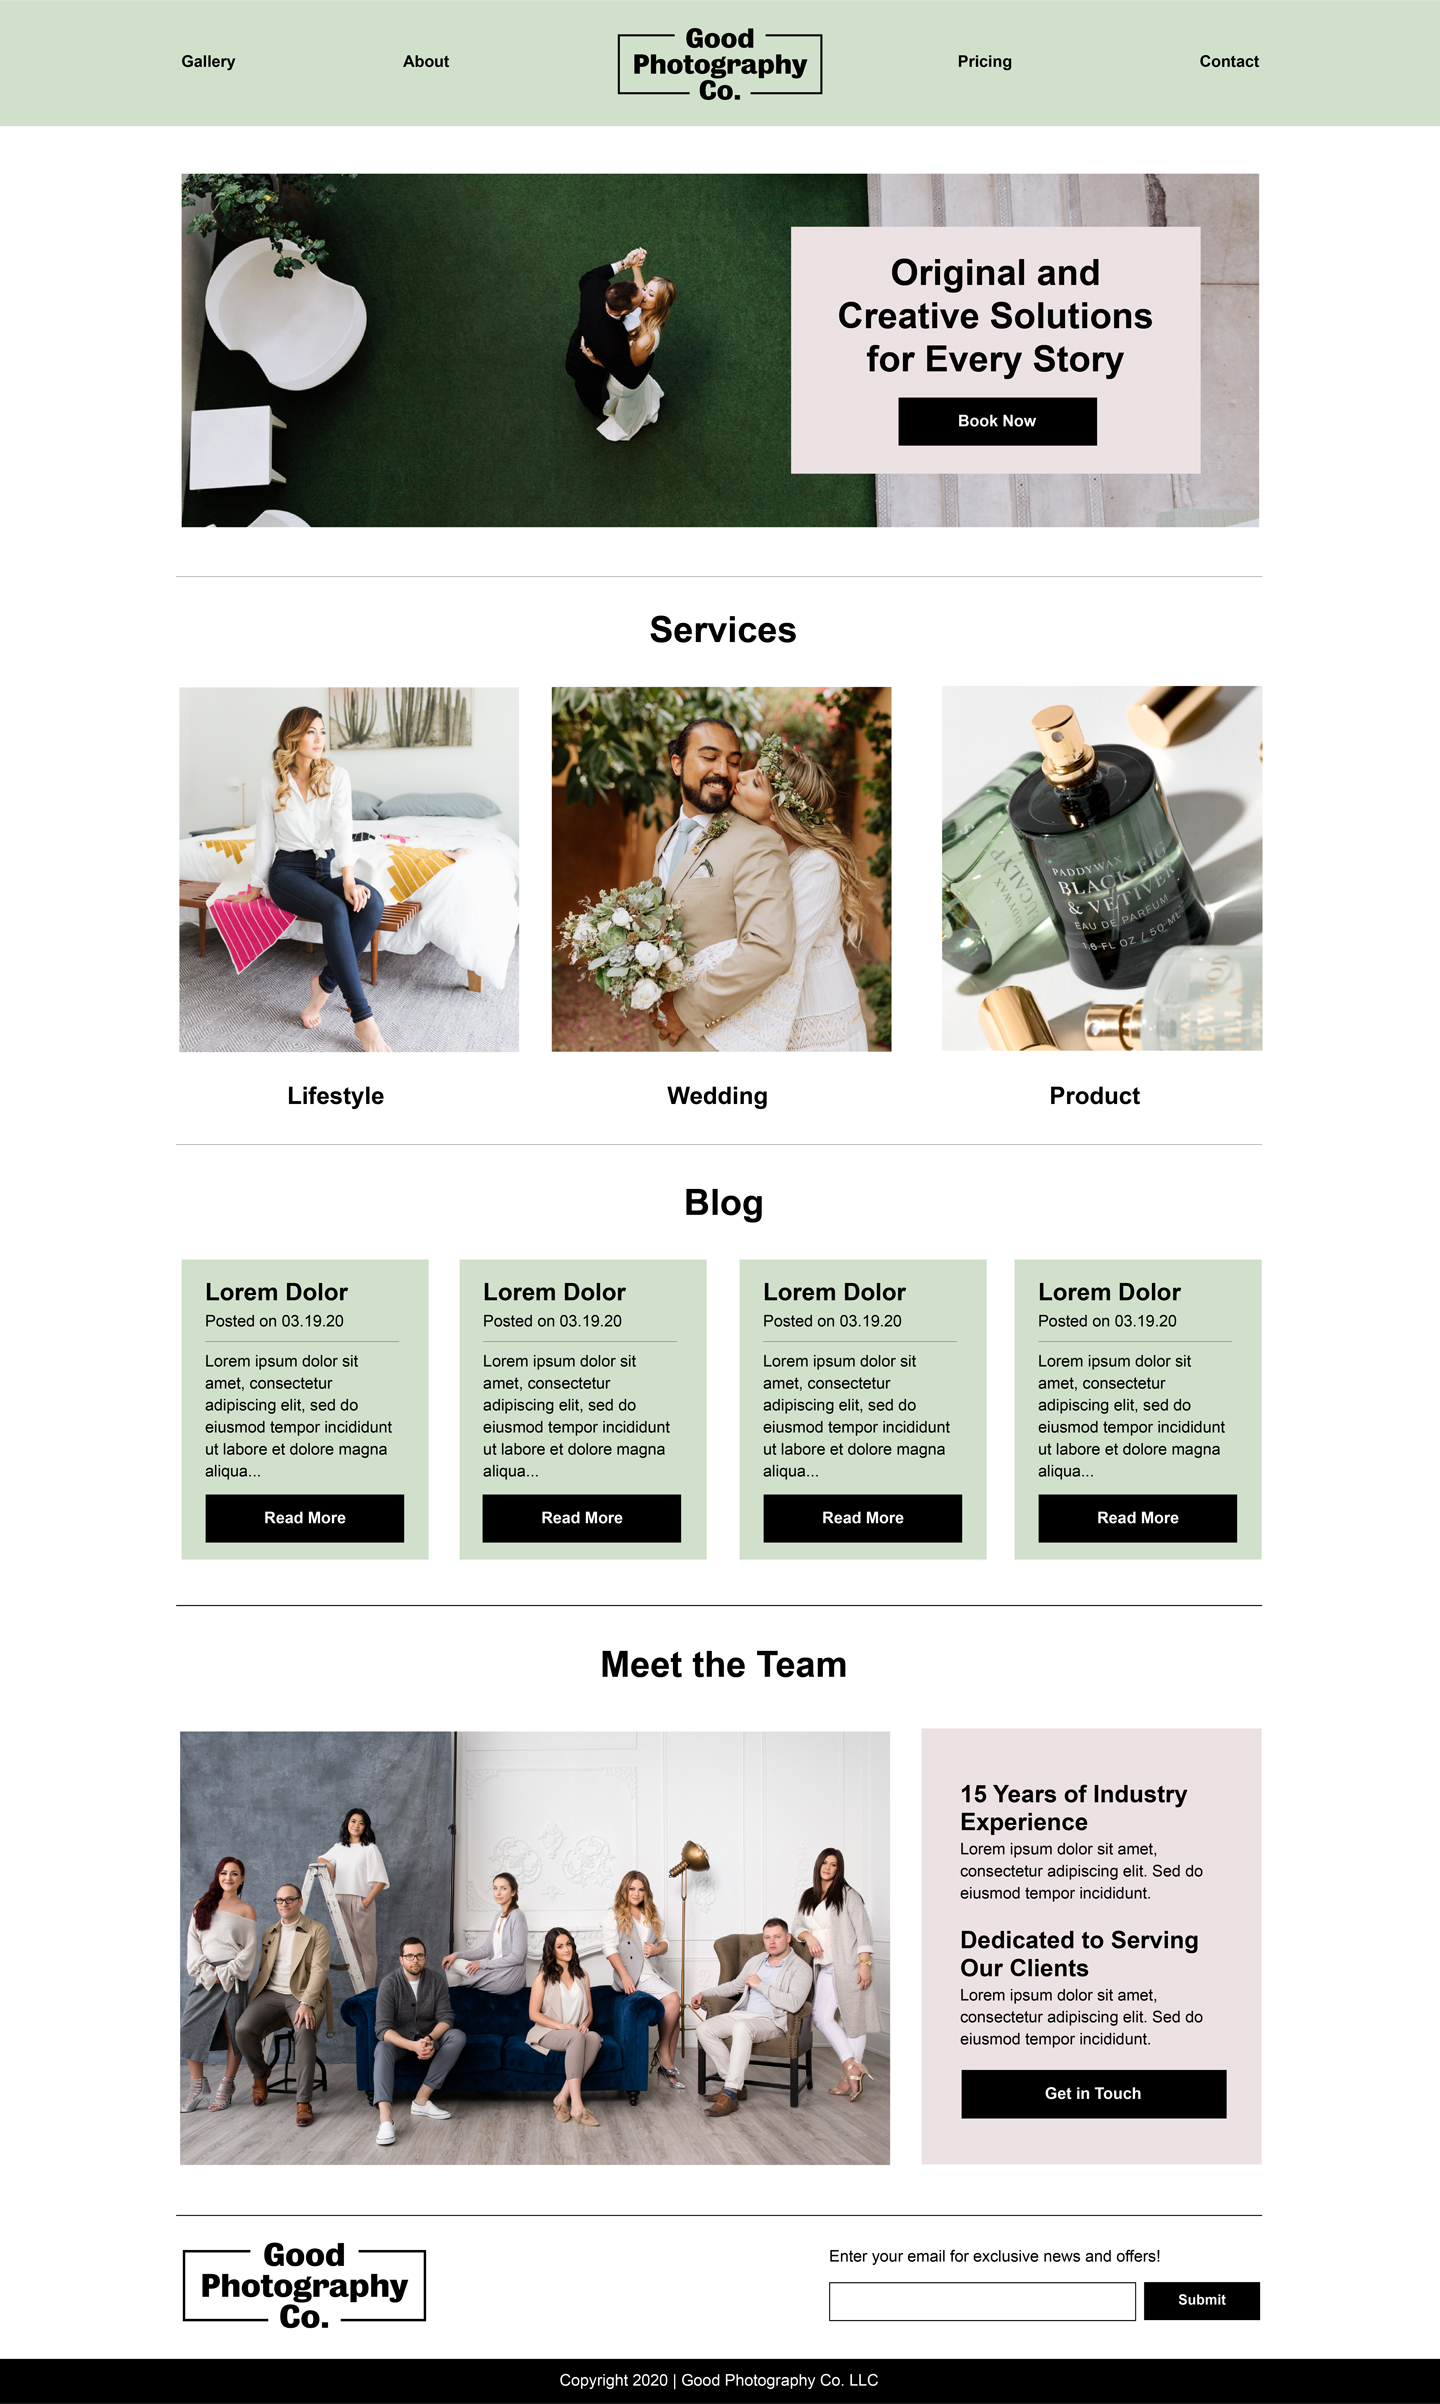 Gallery
About
Good
Photography
Co.
Pricing
Contact
Original and
Creative Solutions
for Every Story
Book Now
Services
PADDYWAX
BLACK FIG
& VETIVER
EAU DE PARFUM
1.6 FL OZ / 50 ML
Lifestyle
Wedding
Product
Blog
Lorem Dolor
Posted on 03.19.20
Lorem ipsum dolor sit
amet, consectetur
adipiscing elit, sed do
eiusmod tempor incididunt
ut labore et dolore magna
aliqua...
Read More
Lorem Dolor
Posted on 03.19.20
Lorem ipsum dolor sit
amet, consectetur
adipiscing elit, sed do
eiusmod tempor incididunt
ut labore et dolore magna
aliqua...
Read More
Lorem Dolor
Posted on 03.19.20
Lorem ipsum dolor sit
amet, consectetur
adipiscing elit, sed do
eiusmod tempor incididunt
ut labore et dolore magna
aliqua...
Read More
Lorem Dolor
Posted on 03.19.20
Lorem ipsum dolor sit
amet, consectetur
adipiscing elit, sed do
eiusmod tempor incididunt
ut labore et dolore magna
aliqua...
Read More
Meet the Team
15 Years of Industry
Experience
Lorem ipsum dolor sit amet,
consectetur adipiscing elit. Sed do
eiusmod tempor incididunt.
Dedicated to Serving
Our Clients
Lorem ipsum dolor sit amet,
consectetur adipiscing elit. Sed do
eiusmod tempor incididunt.
Get in Touch
Good
Photography
Co.
Enter your email for exclusive news and offers!
Submit
Copyright 2020 | Good Photography Co. LLC